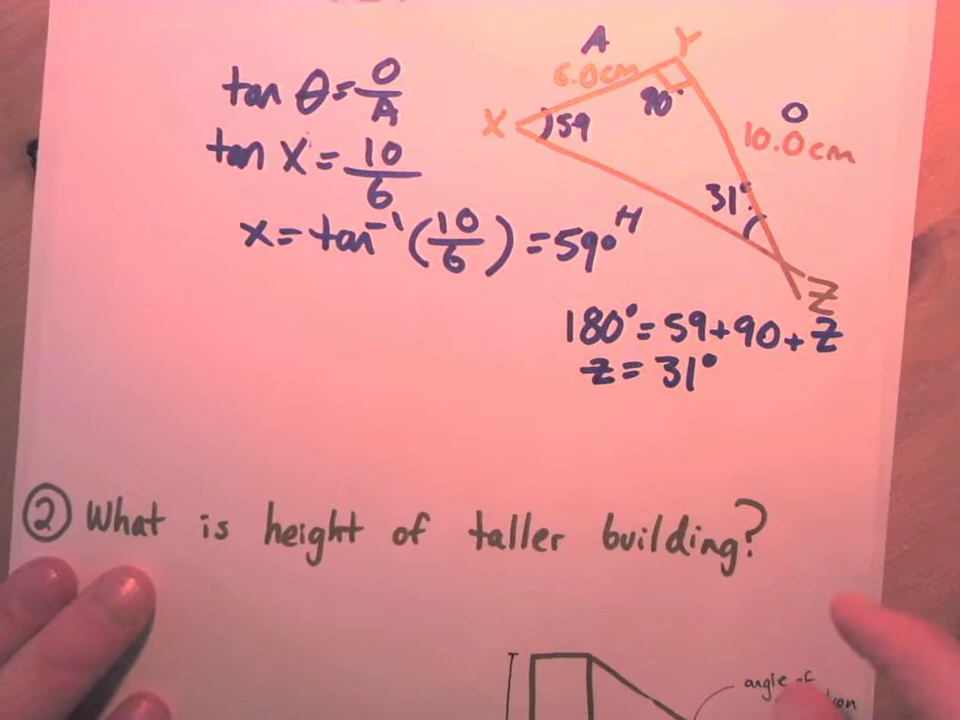 tan θ = O/A
tan X = 10/6
x = tan⁻¹(10/6) = 59°
A
Y
6.0cm
90°
X
59
O
10.0cm
31°
H
Z
180° = 59 + 90 + Z
Z = 31°
② What is height of taller building?
angle of